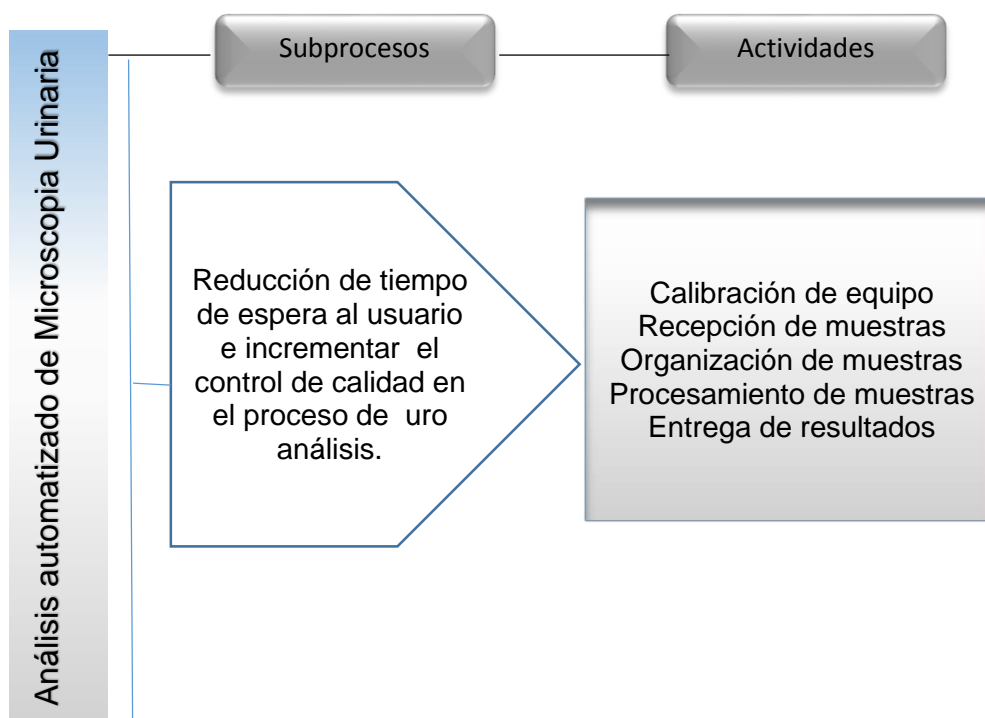 Análisis automatizado de Microscopia Urinaria
Subprocesos
Actividades
Reducción de tiempo
de espera al usuario
e incrementar el
control de calidad en
el proceso de uro
análisis.
Calibración de equipo
Recepción de muestras
Organización de muestras
Procesamiento de muestras
Entrega de resultados